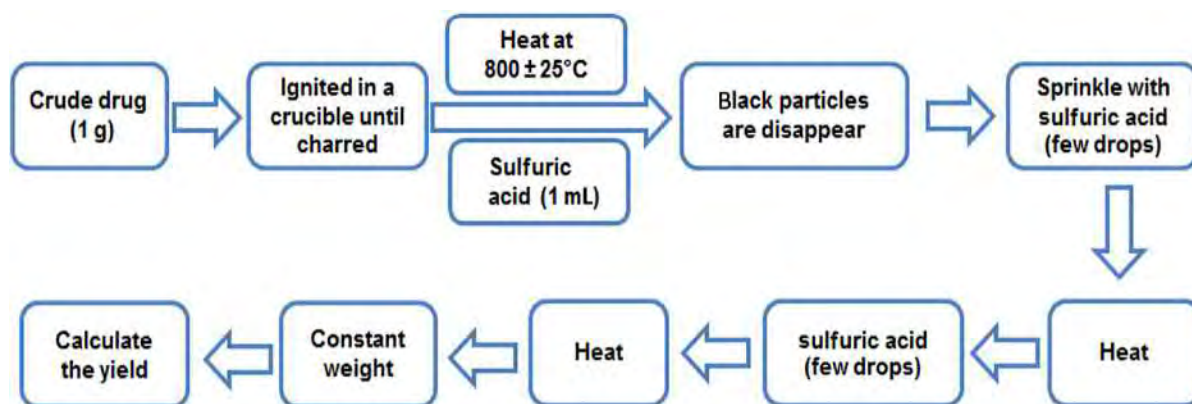 Crude drug
(1 g)
Ignited in a
crucible until
charred
Heat at
800 ± 25°C
Sulfuric
acid (1 mL)
Black particles
are disappear
Sprinkle with
sulfuric acid
(few drops)
Heat
sulfuric acid
(few drops)
Heat
Constant
weight
Calculate
the yield